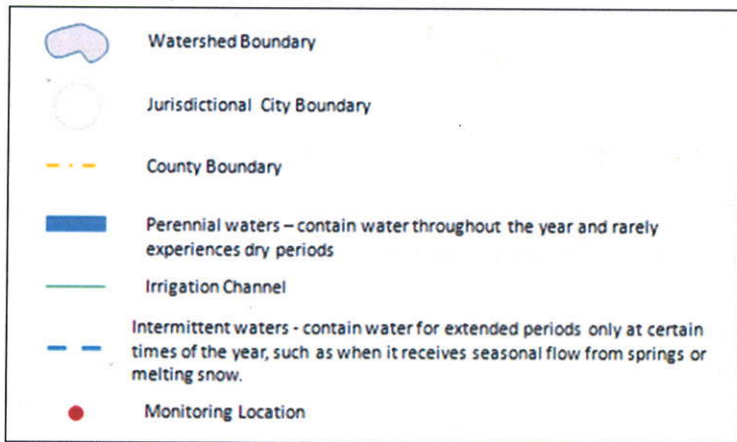 Watershed Boundary
Jurisdictional City Boundary
County Boundary
Perennial waters – contain water throughout the year and rarely
experiences dry periods
Irrigation Channel
Intermittent waters - contain water for extended periods only at certain
times of the year, such as when it receives seasonal flow from springs or
melting snow.
Monitoring Location